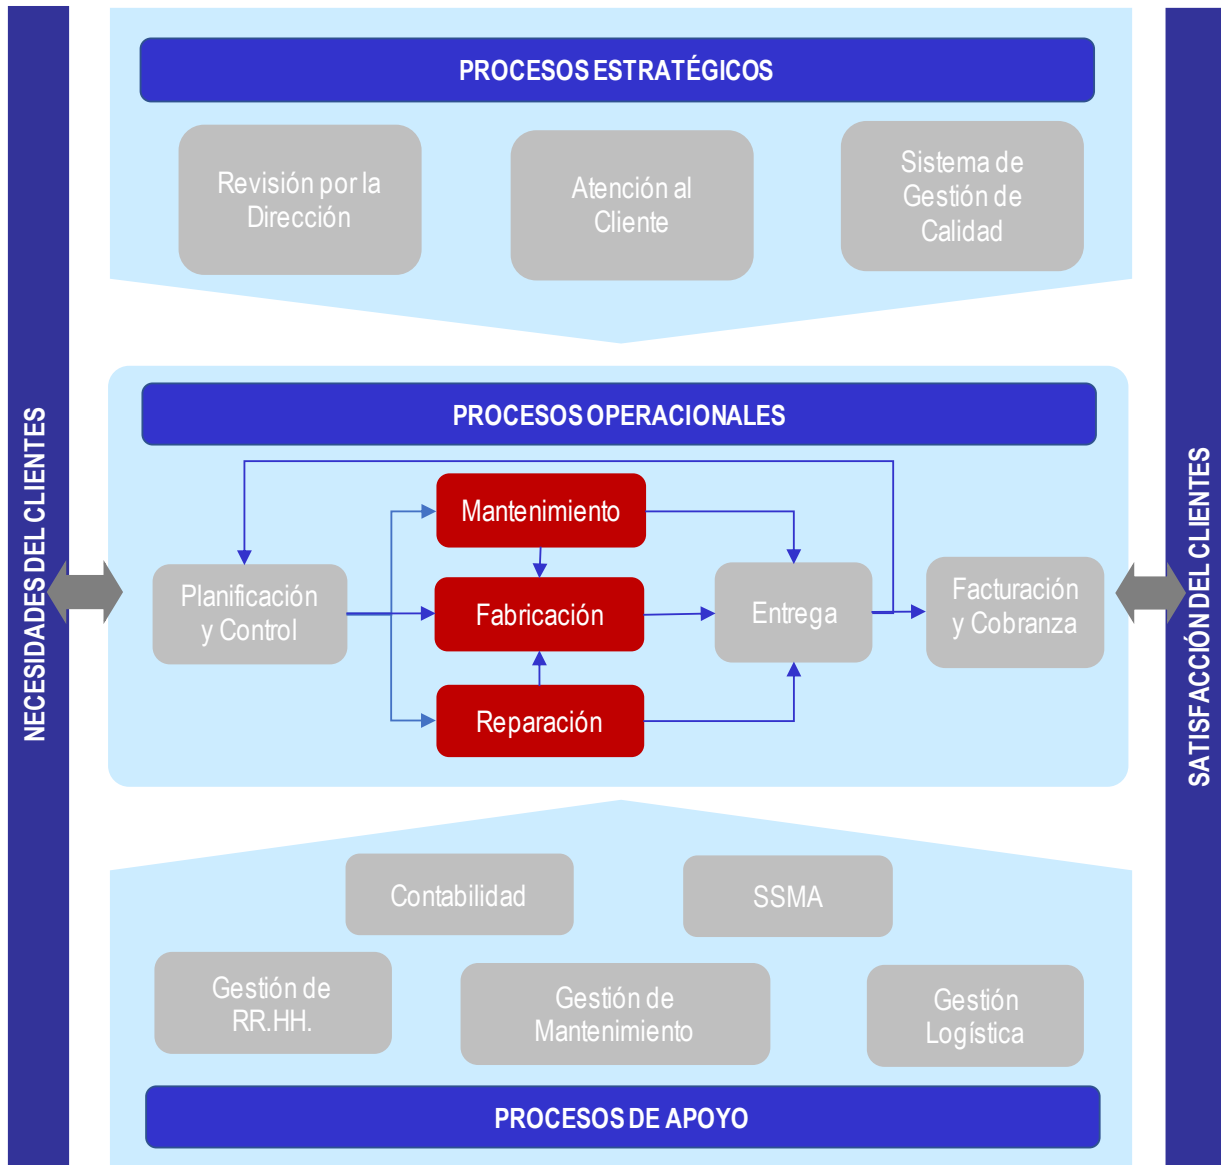 PROCESOS ESTRATÉGICOS
Revisión por la
Dirección
Atención al
Cliente
Sistema de
Gestión de
Calidad
NECESIDADES DEL CLIENTES
PROCESOS OPERACIONALES
Planificación
y Control
Mantenimiento
Fabricación
Reparación
Entrega
Facturación
y Cobranza
SATISFACCIÓN DEL CLIENTES
Contabilidad
SSMA
Gestión de
RR.HH.
Gestión de
Mantenimiento
Gestión
Logística
PROCESOS DE APOYO